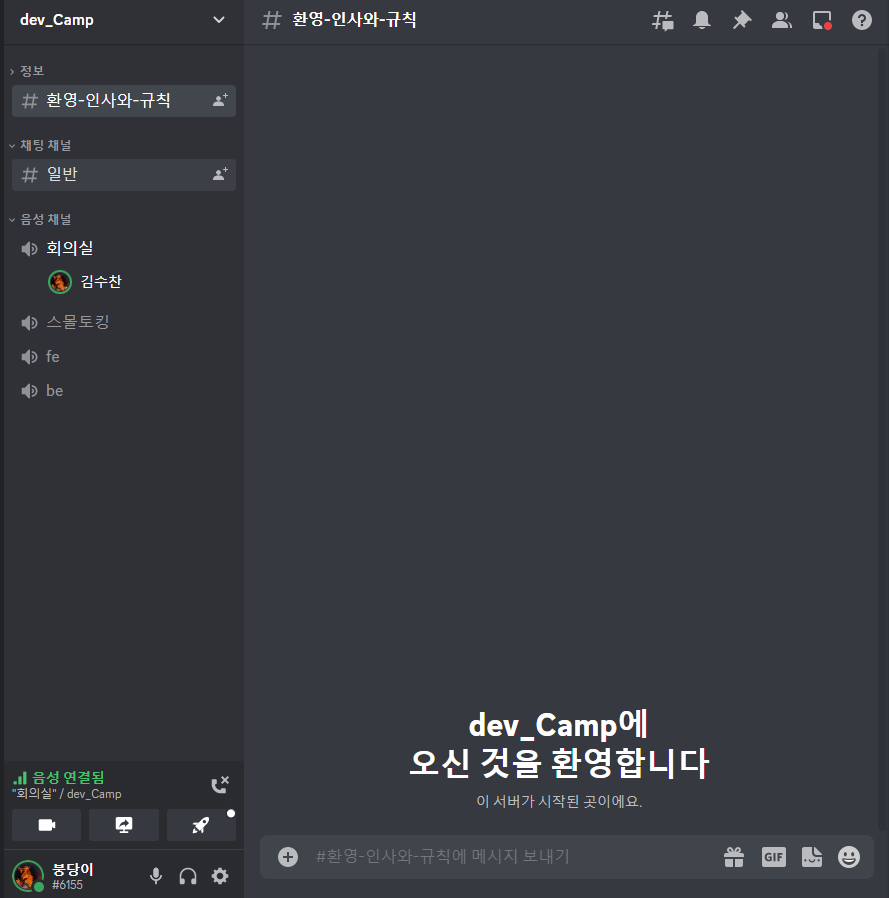 dev_Camp
정보
환영-인사와-규칙
채팅 채널
일반
음성 채널
회의실
김수찬
스몰토킹
fe
be
음성 연결됨
"회의실" / dev_Camp
붕당이
#6155
환영-인사와-규칙
dev_Camp에
오신 것을 환영합니다
이 서버가 시작된 곳이에요.
#환영-인사와-규칙에 메시지 보내기
GIF